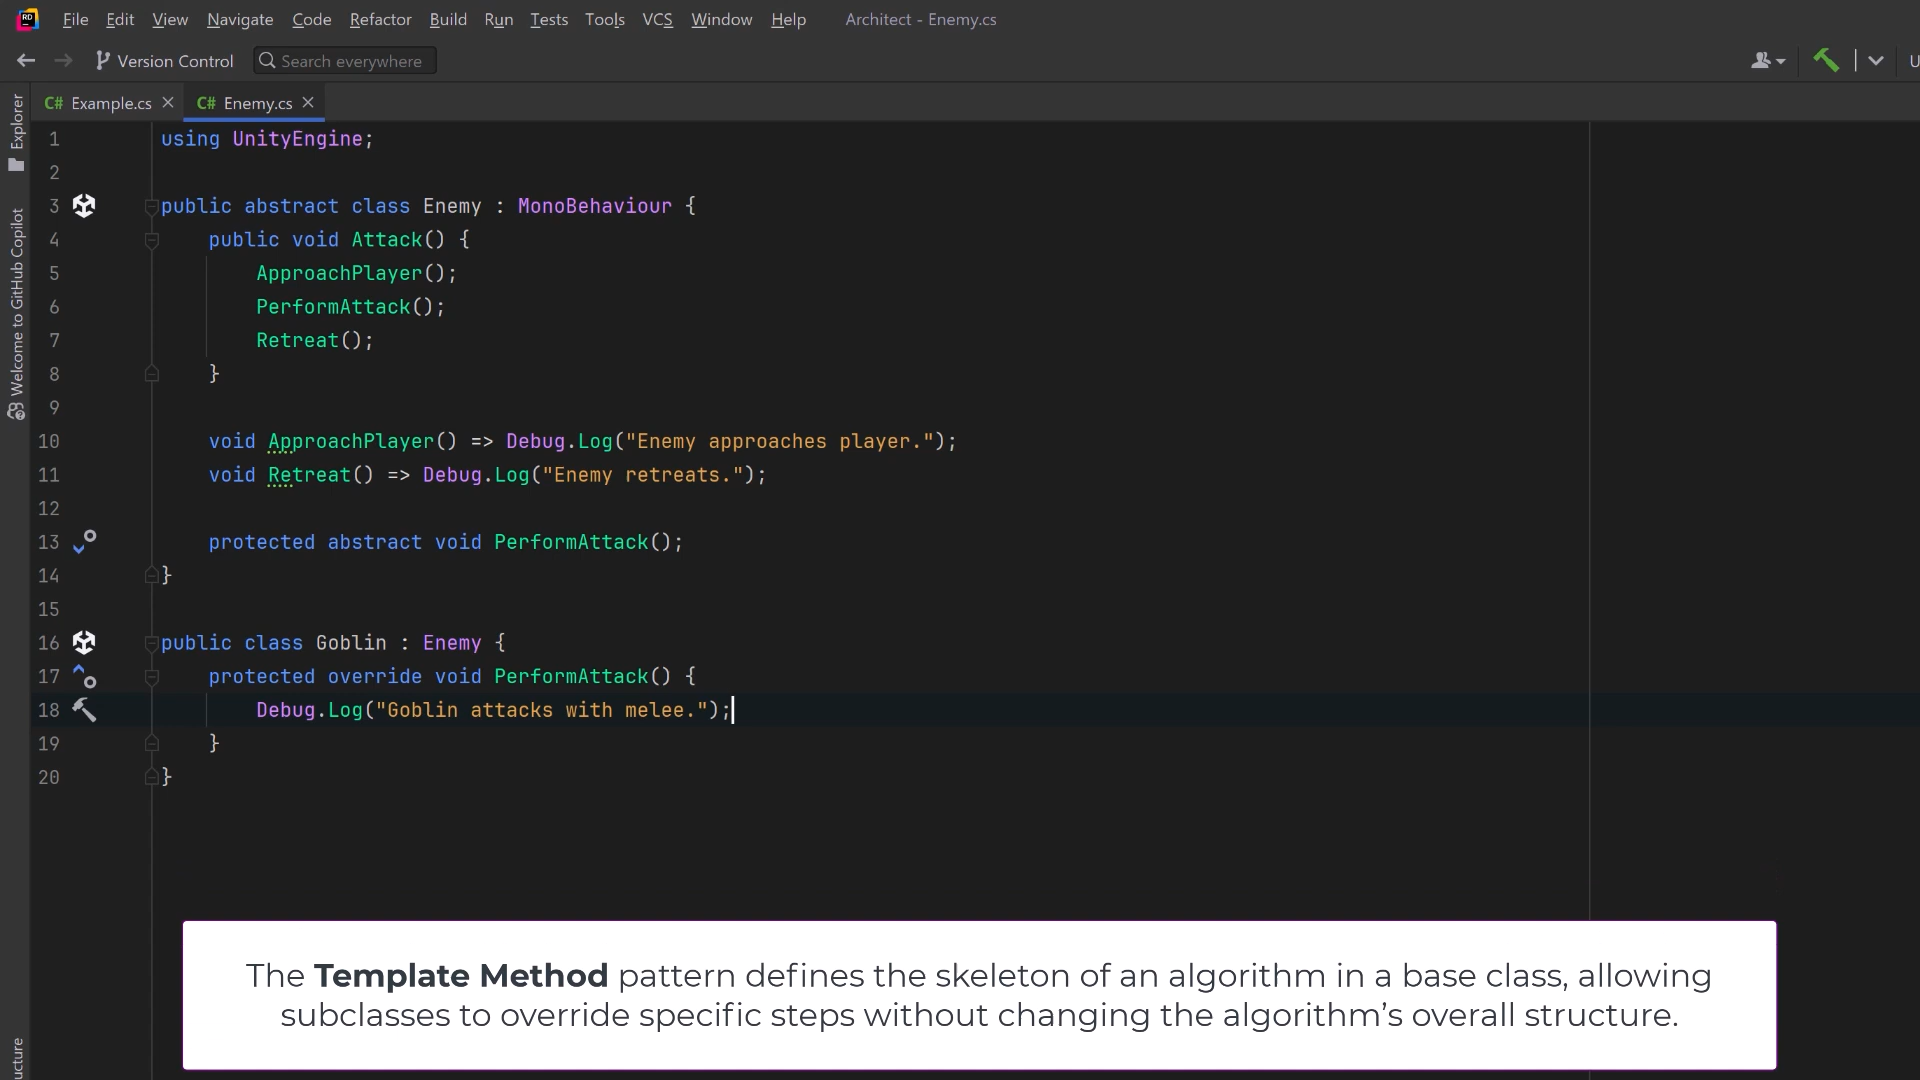 RD File Edit View Navigate Code Refactor Build Run Tests Tools VCS Window Help Architect - Enemy.cs
Version Control Search everywhere U
C# Example.cs C# Enemy.cs
Explorer
Welcome to GitHub Copilot
ucture
1 using UnityEngine;
2
3 public abstract class Enemy : MonoBehaviour {
4 public void Attack() {
5 ApproachPlayer();
6 PerformAttack();
7 Retreat();
8 }
9
10 void ApproachPlayer() => Debug.Log("Enemy approaches player.");
11 void Retreat() => Debug.Log("Enemy retreats.");
12
13 protected abstract void PerformAttack();
14 }
15
16 public class Goblin : Enemy {
17 protected override void PerformAttack() {
18 Debug.Log("Goblin attacks with melee.");
19 }
20 }
The Template Method pattern defines the skeleton of an algorithm in a base class, allowing
subclasses to override specific steps without changing the algorithm’s overall structure.